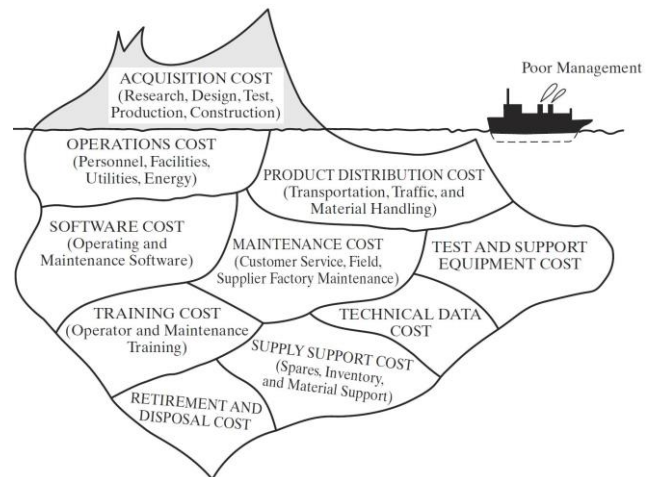 ACQUISITION COST
(Research, Design, Test,
Production, Construction)
Poor Management
OPERATIONS COST
(Personnel, Facilities,
Utilities, Energy)
PRODUCT DISTRIBUTION COST
(Transportation, Traffic, and
Material Handling)
SOFTWARE COST
(Operating and
Maintenance Software)
MAINTENANCE COST
(Customer Service, Field,
Supplier Factory Maintenance)
TEST AND SUPPORT
EQUIPMENT COST
TRAINING COST
(Operator and Maintenance
Training)
TECHNICAL DATA
COST
SUPPLY SUPPORT COST
(Spares, Inventory,
and Material Support)
RETIREMENT AND
DISPOSAL COST